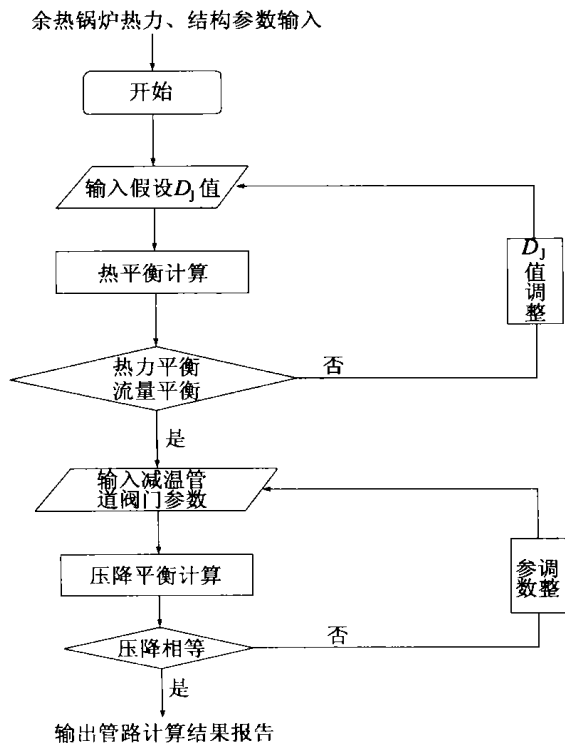 余热锅炉热力、结构参数输入
开始
输入假设DJ值
热平衡计算
DJ
值
调
整
热力平衡
流量平衡
否
是
输入减温管
道阀门参数
压降平衡计算
参调
数整
压降相等
否
是
输出管路计算结果报告